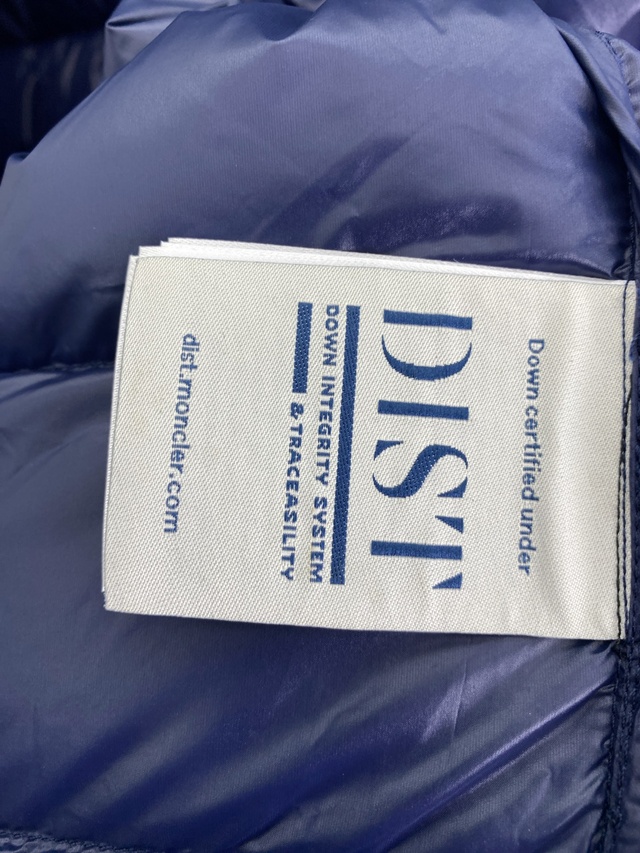 Down certified under
DIST
DOWN INTEGRITY SYSTEM
& TRACEASILITY
dist.moncler.com